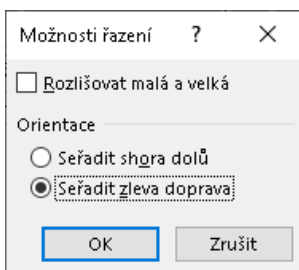 Možnosti řazení ?
Rozlišovat malá a velká
Orientace
Seřadit shora dolů
Seřadit zleva doprava
OK Zrušit